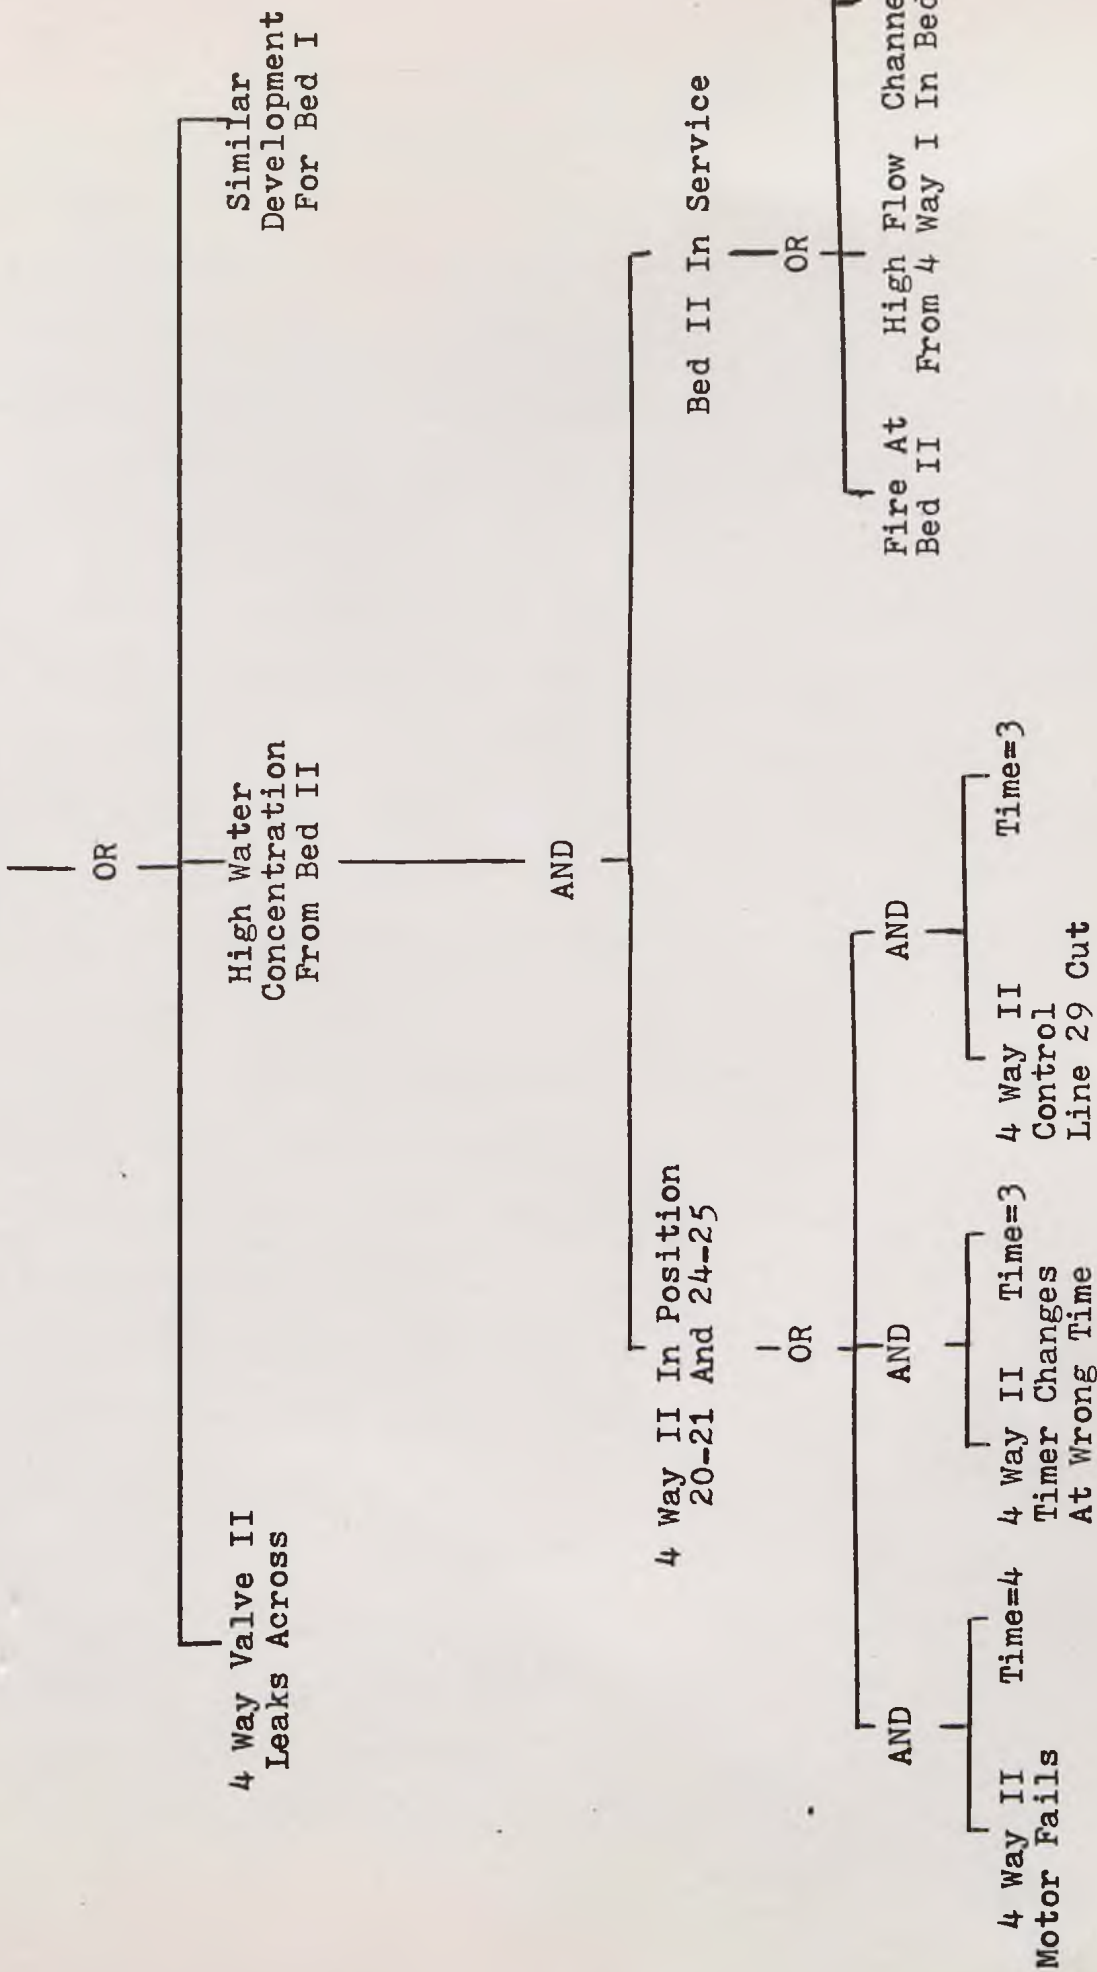 OR
4 Way Valve II
Leaks Across
High Water
Concentration
From Bed II
Similar
Development
For Bed I
AND
4 Way II In Position
20-21 And 24-25
Bed II In Service
OR
OR
AND
AND
AND
Fire At
Bed II
High Flow Channe
From 4 Way I In Bed
4 Way II
Motor Fails
Time=4
4 Way II
Timer Changes
At Wrong Time
Time=3
4 Way II
Control
Line 29 Cut
Time=3